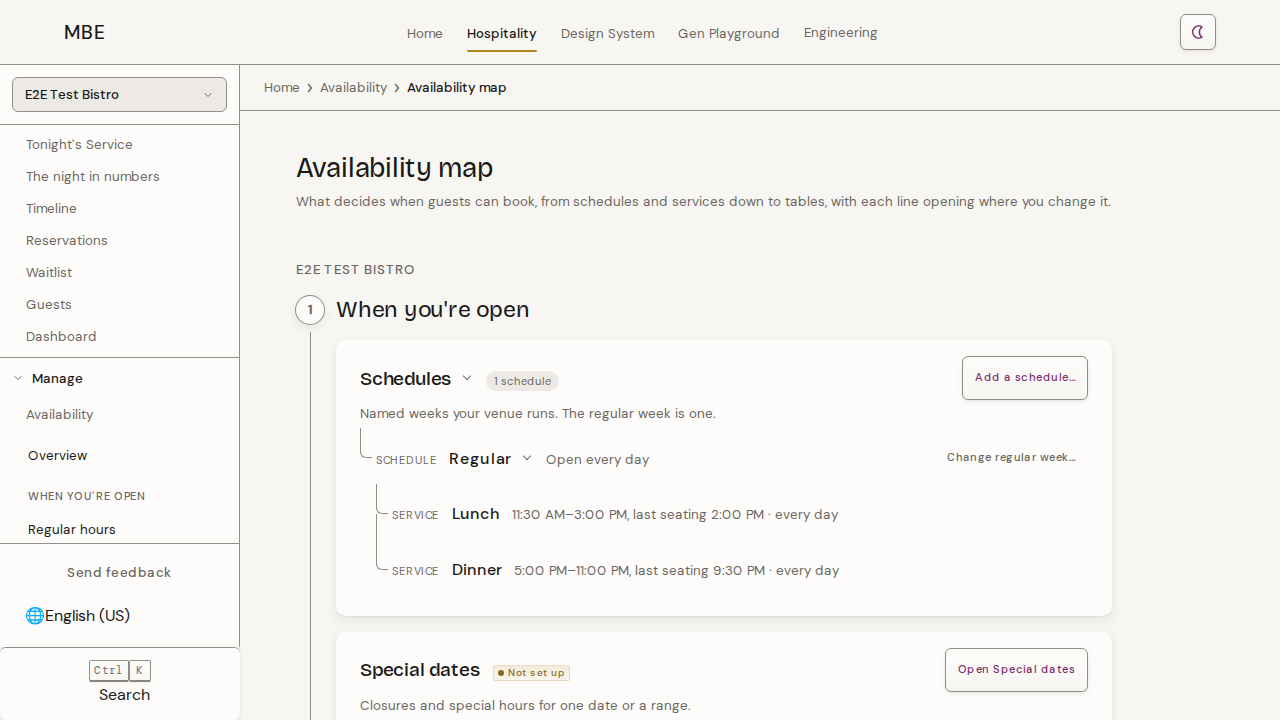 MBE
Home
Hospitality
Design System
Gen Playground
Engineering
E2E Test Bistro
Tonight's Service
The night in numbers
Timeline
Reservations
Waitlist
Guests
Dashboard
Manage
Availability
Overview
WHEN YOU'RE OPEN
Regular hours
Send feedback
English (US)
Ctrl K
Search
Home > Availability > Availability map
Availability map
What decides when guests can book, from schedules and services down to tables, with each line opening where you change it.
E2E TEST BISTRO
1 When you're open
Schedules 1 schedule
Add a schedule…
Named weeks your venue runs. The regular week is one.
SCHEDULE Regular Open every day
Change regular week…
SERVICE Lunch 11:30 AM–3:00 PM, last seating 2:00 PM · every day
SERVICE Dinner 5:00 PM–11:00 PM, last seating 9:30 PM · every day
Special dates Not set up
Open Special dates
Closures and special hours for one date or a range.